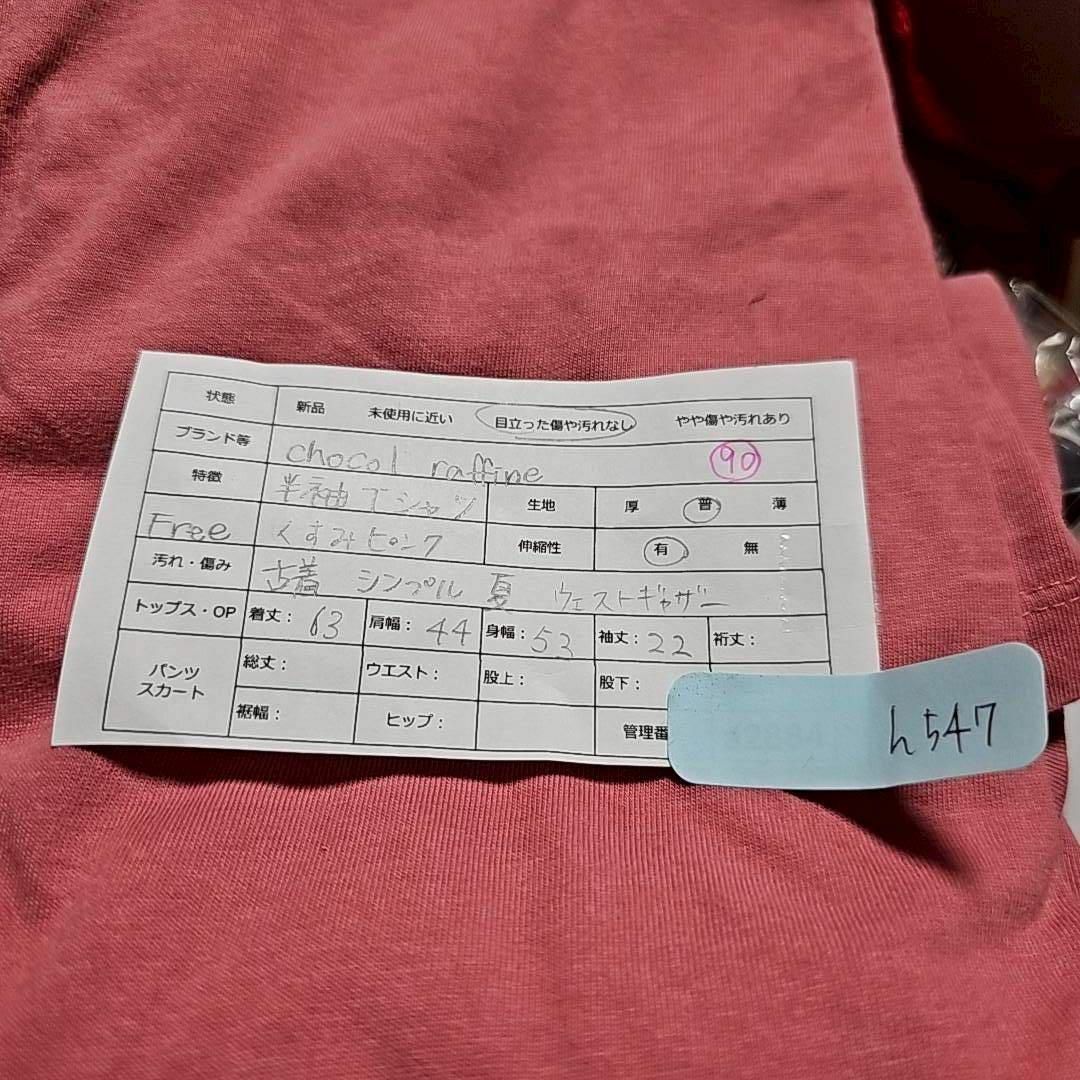 状態 新品 未使用に近い 目立った傷や汚れなし やや傷や汚れあり
ブランド等 chocol raffine 90
特徴 半袖Tシャツ 生地 厚 普 薄
Free くすみピンク 伸縮性 有 無
汚れ・傷み 古着 シンプル 夏 ウェストギャザー
トップス・OP 着丈: 63 肩幅: 44 身幅: 53 袖丈: 22 裄丈:
パンツ スカート 総丈: ウエスト: 股上: 股下:
裾幅: ヒップ: 管理番
h547